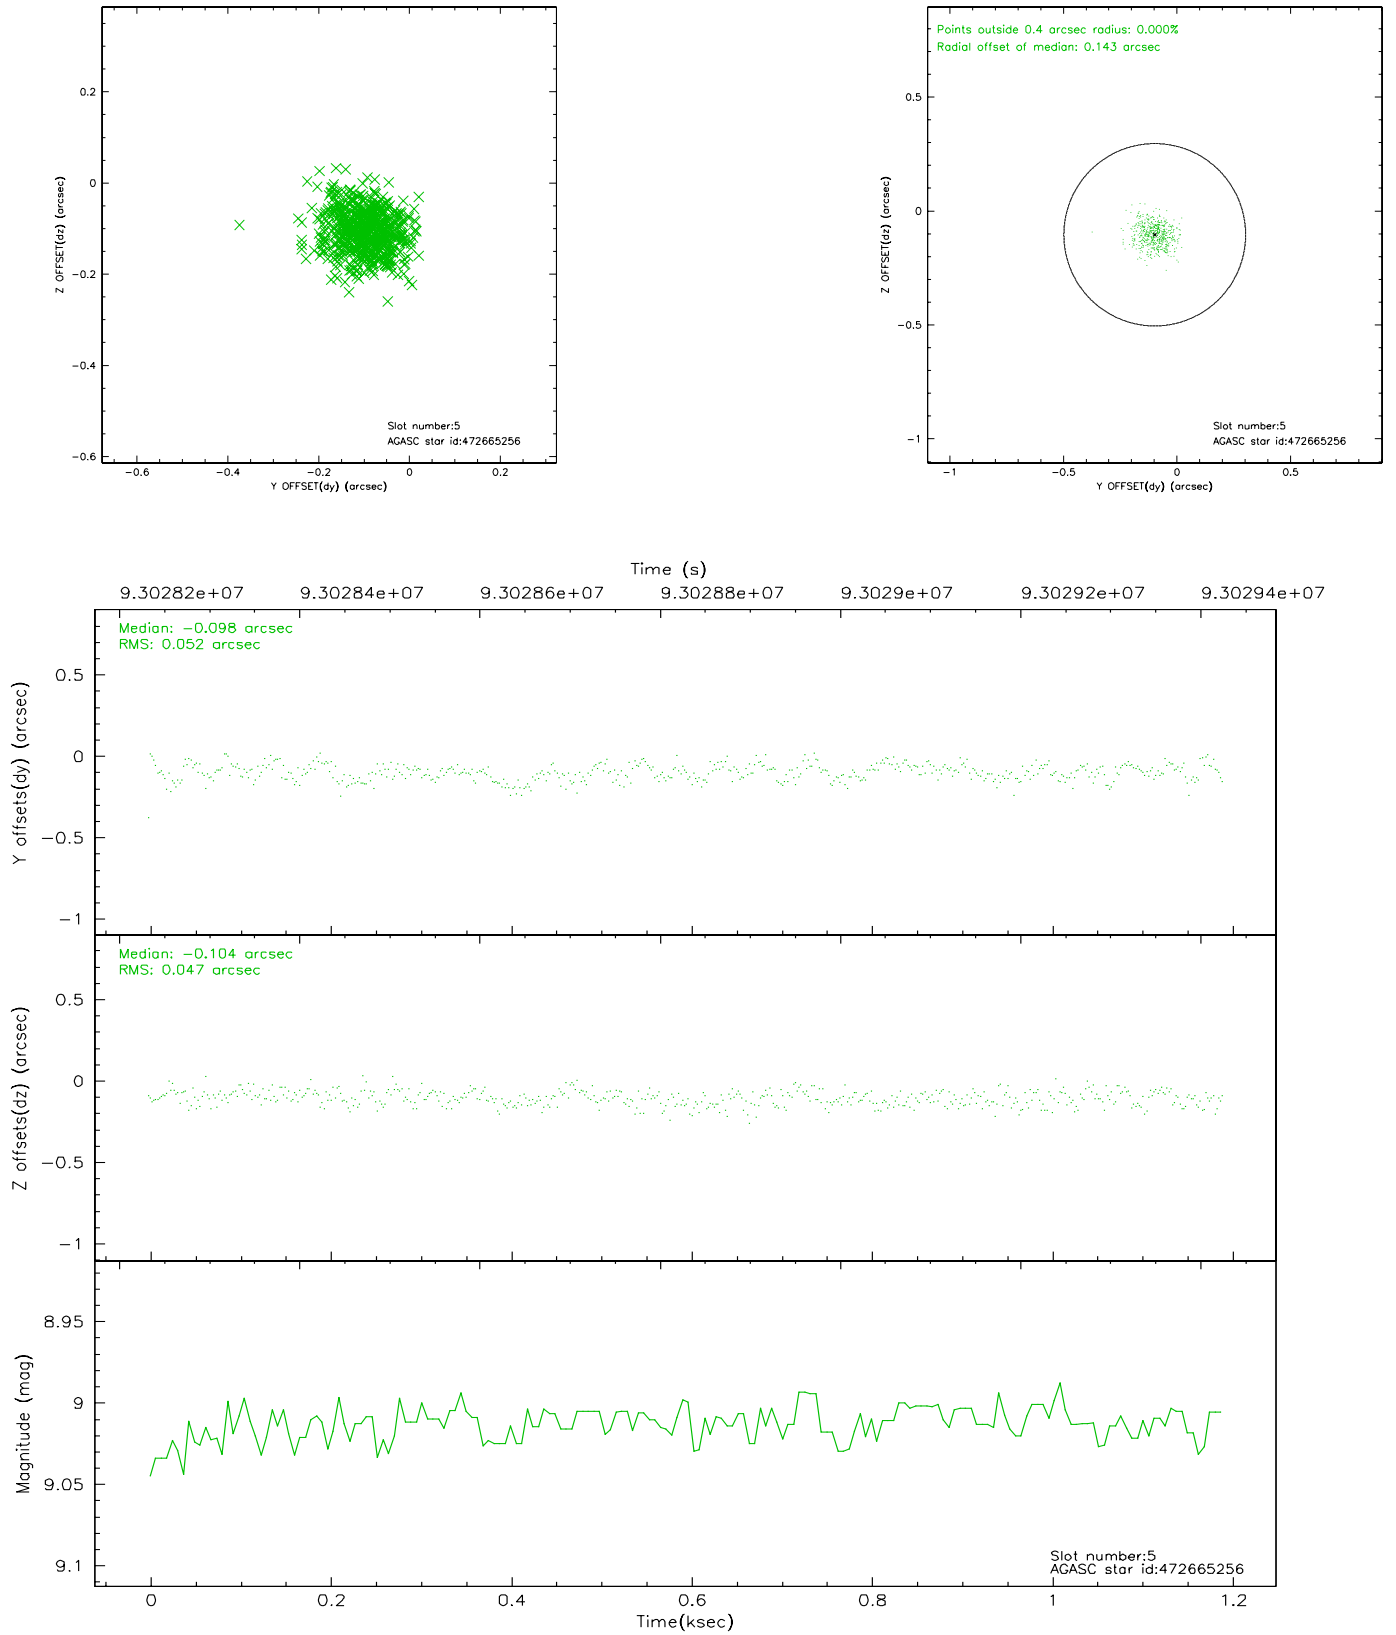 0.2
0
−0.2
−0.4
−0.6
Z OFFSET(dz) (arcsec)
Slot number:5
AGASC star id:472665256
−0.6 −0.4 −0.2 0 0.2
Y OFFSET(dy) (arcsec)
Points outside 0.4 arcsec radius: 0.000%
Radial offset of median: 0.143 arcsec
0.5
0
−0.5
−1
Z OFFSET(dz) (arcsec)
Slot number:5
AGASC star id:472665256
−1 −0.5 0 0.5
Y OFFSET(dy) (arcsec)
Time (s)
9.30282e+07 9.30284e+07 9.30286e+07 9.30288e+07 9.3029e+07 9.30292e+07 9.30294e+07
Median: −0.098 arcsec
RMS: 0.052 arcsec
0.5
0
−0.5
−1
Y offsets(dy) (arcsec)
Median: −0.104 arcsec
RMS: 0.047 arcsec
0.5
0
−0.5
−1
Z offsets(dz) (arcsec)
8.95
9
9.05
9.1
Magnitude (mag)
Slot number:5
AGASC star id:472665256
0 0.2 0.4 0.6 0.8 1 1.2
Time(ksec)